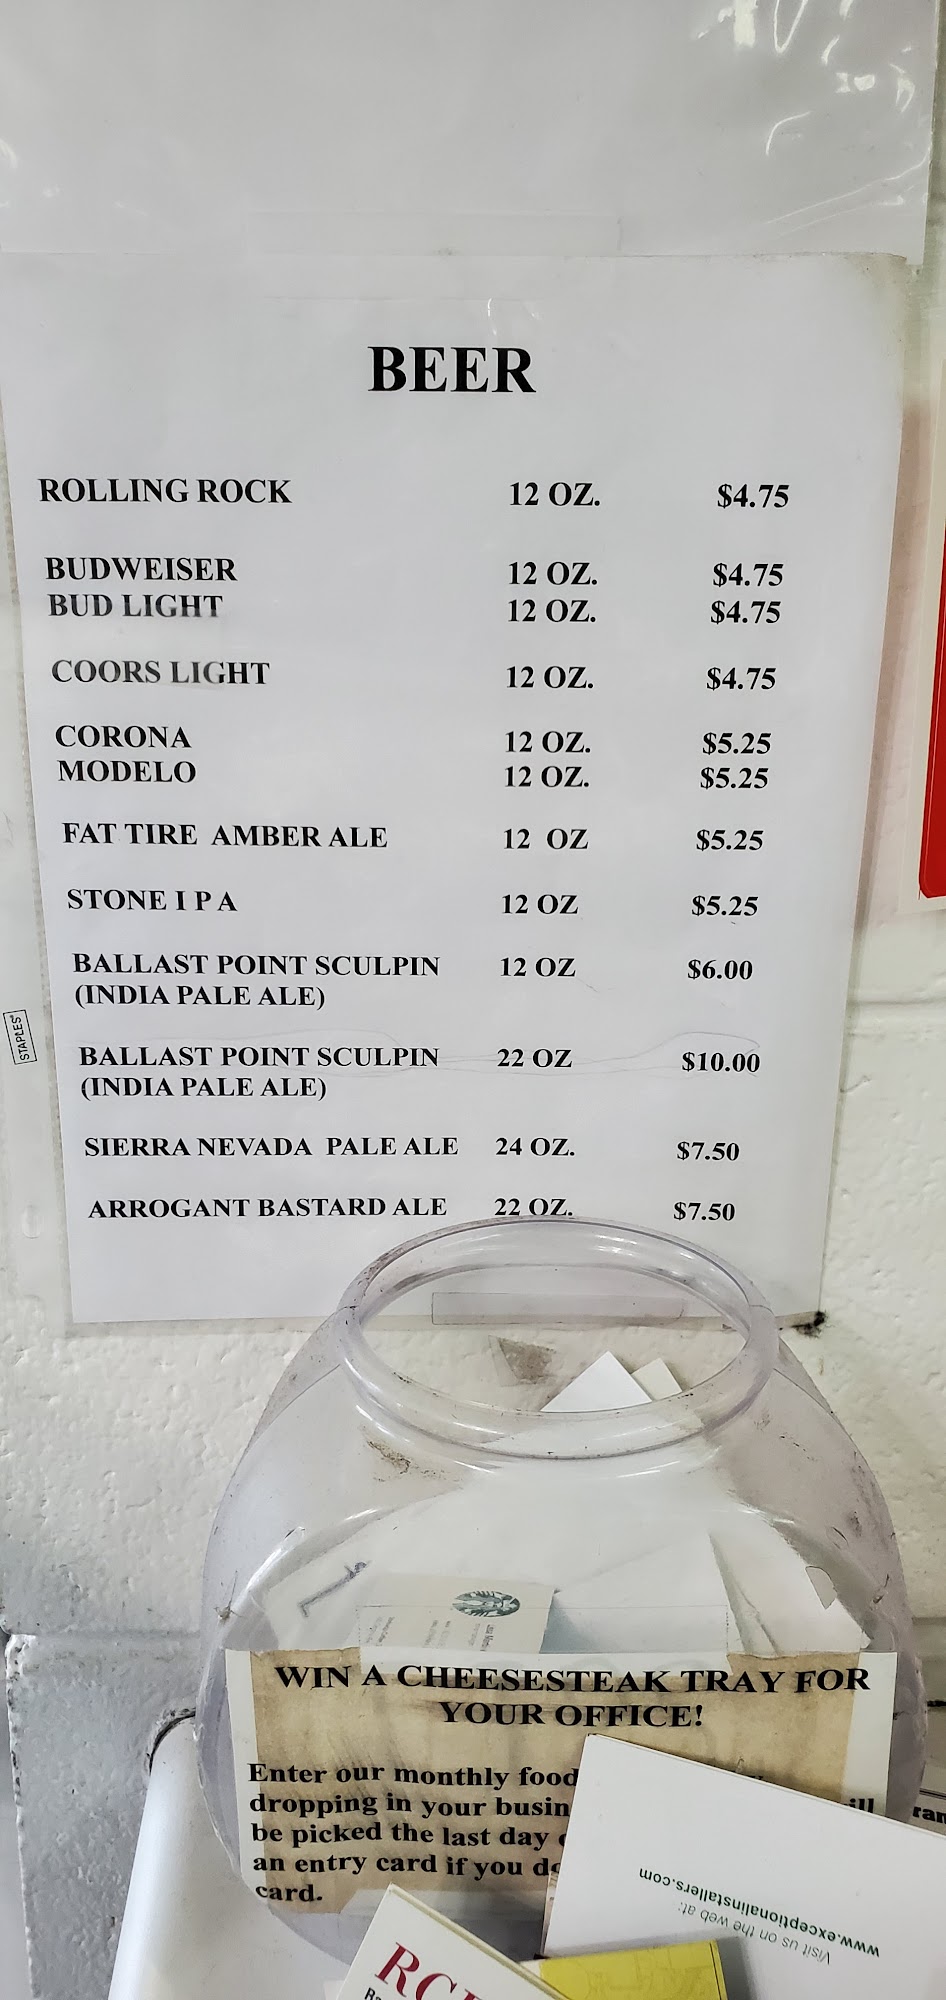 BEER
ROLLING ROCK 12 OZ. $4.75
BUDWEISER 12 OZ. $4.75
BUD LIGHT 12 OZ. $4.75
COORS LIGHT 12 OZ. $4.75
CORONA 12 OZ. $5.25
MODELO 12 OZ. $5.25
FAT TIRE AMBER ALE 12 OZ $5.25
STONE I P A 12 OZ $5.25
BALLAST POINT SCULPIN 12 OZ $6.00
(INDIA PALE ALE)
BALLAST POINT SCULPIN 22 OZ $10.00
(INDIA PALE ALE)
SIERRA NEVADA PALE ALE 24 OZ. $7.50
ARROGANT BASTARD ALE 22 OZ. $7.50
STAPLES
WIN A CHEESESTEAK TRAY FOR
YOUR OFFICE!
Enter our monthly food
dropping in your busin
be picked the last day
an entry card if you
card.
Visit us on the web at:
www.exceptionalinstallers.com